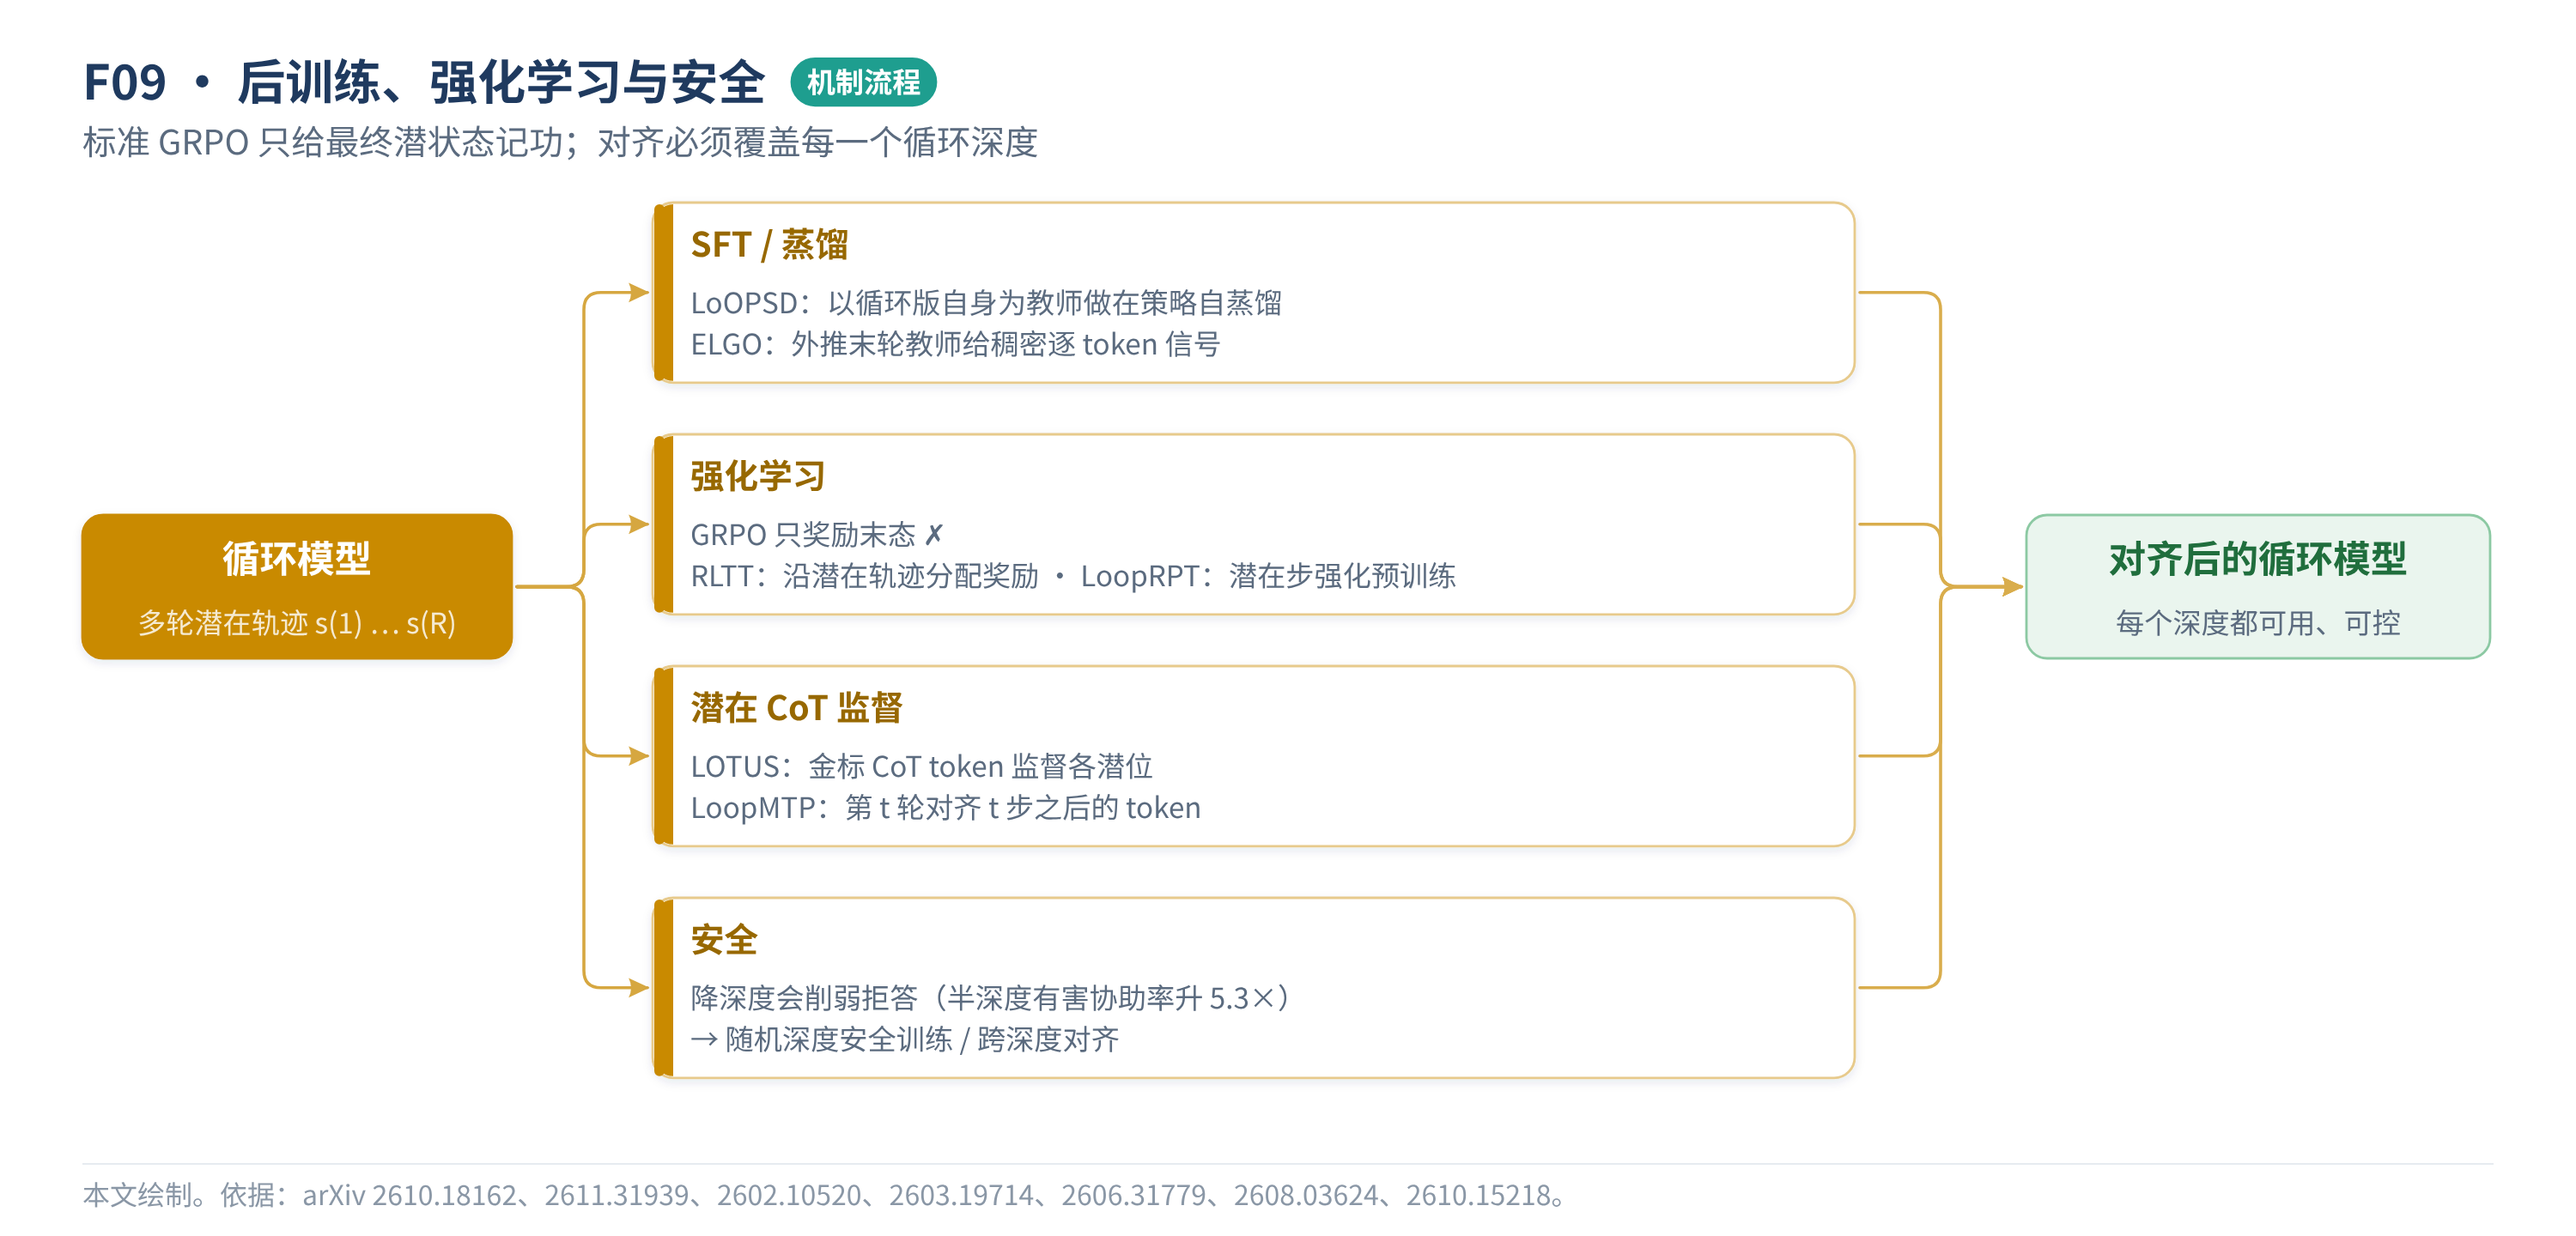 F09 · 后训练、强化学习与安全 机制流程
标准 GRPO 只给最终潜状态记功；对齐必须覆盖每一个循环深度
循环模型
多轮潜在轨迹 s(1) … s(R)
SFT / 蒸馏
LoOPSD：以循环版自身为教师做在策略自蒸馏
ELGO：外推末轮教师给稠密逐 token 信号
强化学习
GRPO 只奖励末态 ✗
RLTT：沿潜在轨迹分配奖励 · LoopRPT：潜在步强化预训练
潜在 CoT 监督
LOTUS：金标 CoT token 监督各潜位
LoopMTP：第 t 轮对齐 t 步之后的 token
安全
降深度会削弱拒答（半深度有害协助率升 5.3×）
→ 随机深度安全训练 / 跨深度对齐
对齐后的循环模型
每个深度都可用、可控
本文绘制。依据：arXiv 2610.18162、2611.31939、2602.10520、2603.19714、2606.31779、2608.03624、2610.15218。